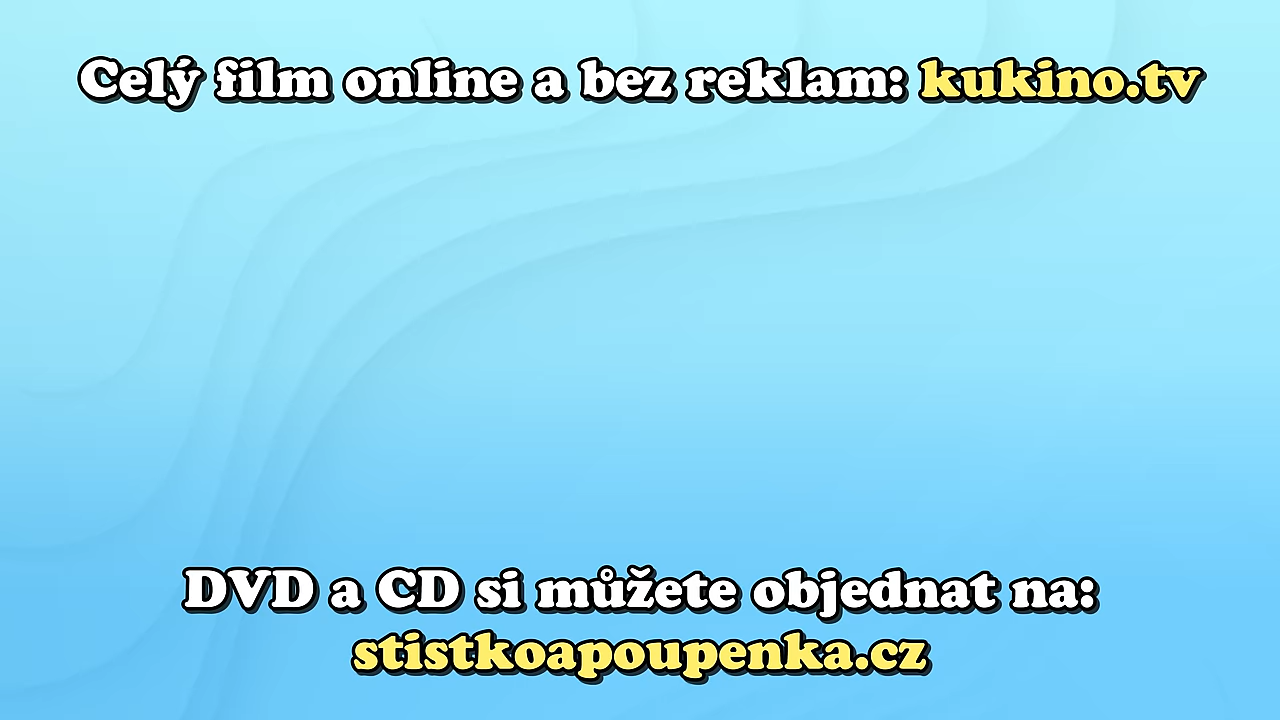 Celý film online a bez reklam: kukino.tv
DVD a CD si můžete objednat na:
stistkoapoupenka.cz